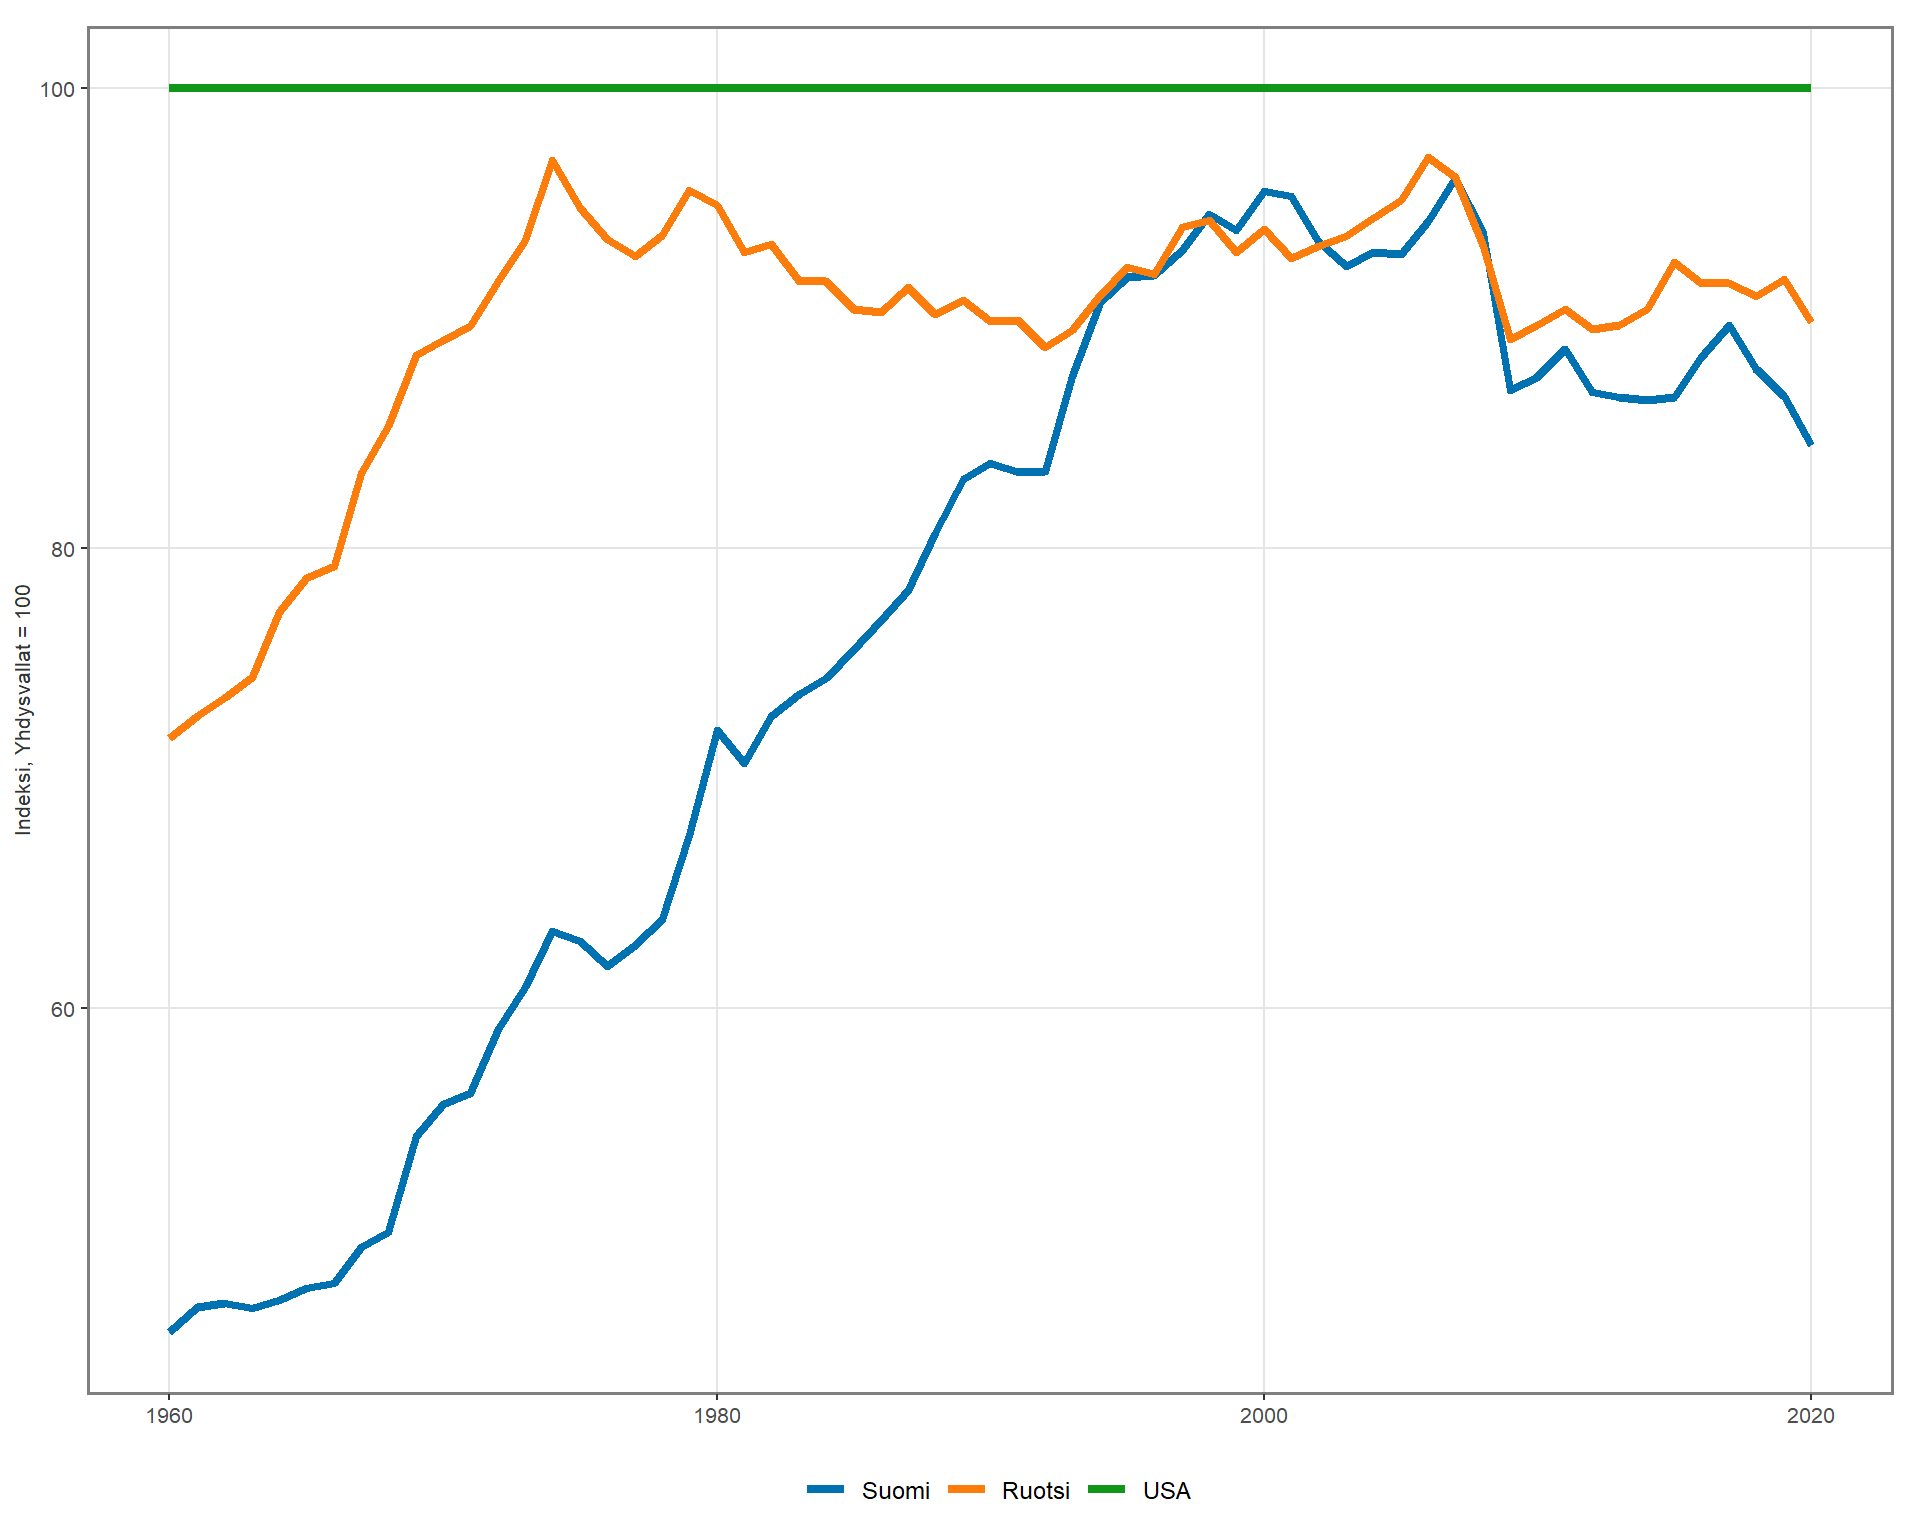 100
80
60
Indeksi, Yhdysvallat = 100
1960 1980 2000 2020
Suomi Ruotsi USA